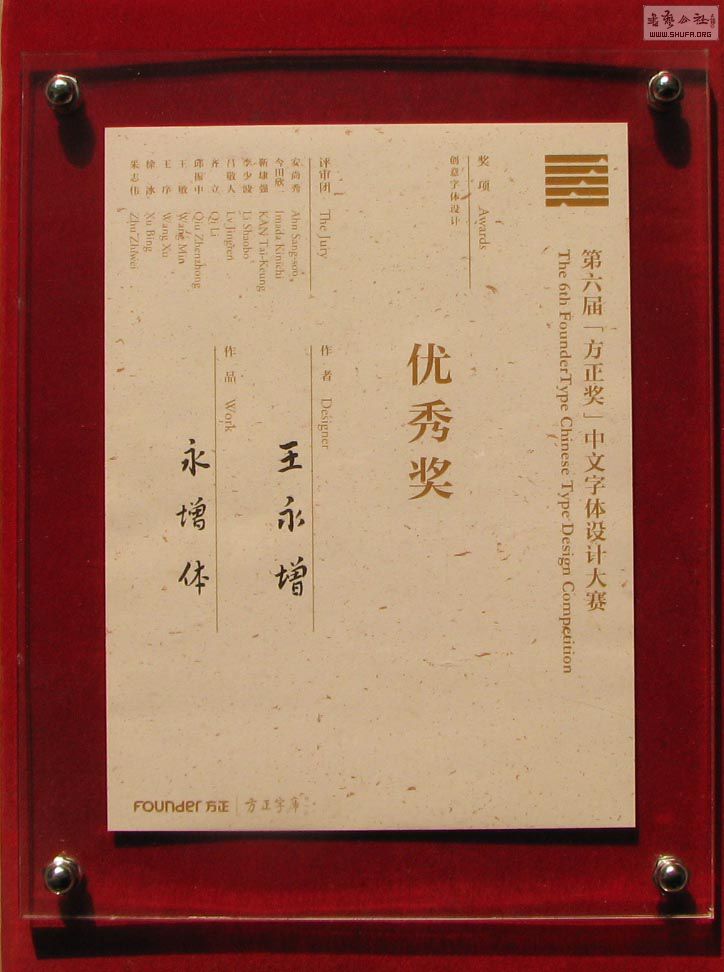 書藝公社
WWW.SHUFA.ORG
第六届「方正奖」中文字体设计大赛
The 6th FounderType Chinese Type Design Competition
奖项 Awards
创意字体设计
优秀奖
作者 Designer
王永增
评审团 The Jury
安尚秀 Ahn Sang-soo
今田欣一 Imada Kinichi
靳埭强 KAN Tai-Keung
李少波 Li Shaobo
吕敬人 Lv Jingren
齐立 Qi Li
邱振中 Qiu Zhenzhong
王敏 Wang Min
王序 Wang Xu
徐冰 Xu Bing
朱志伟 Zhu Zhiwei
作品 Work
永增体
Founder 方正 | 方正字库